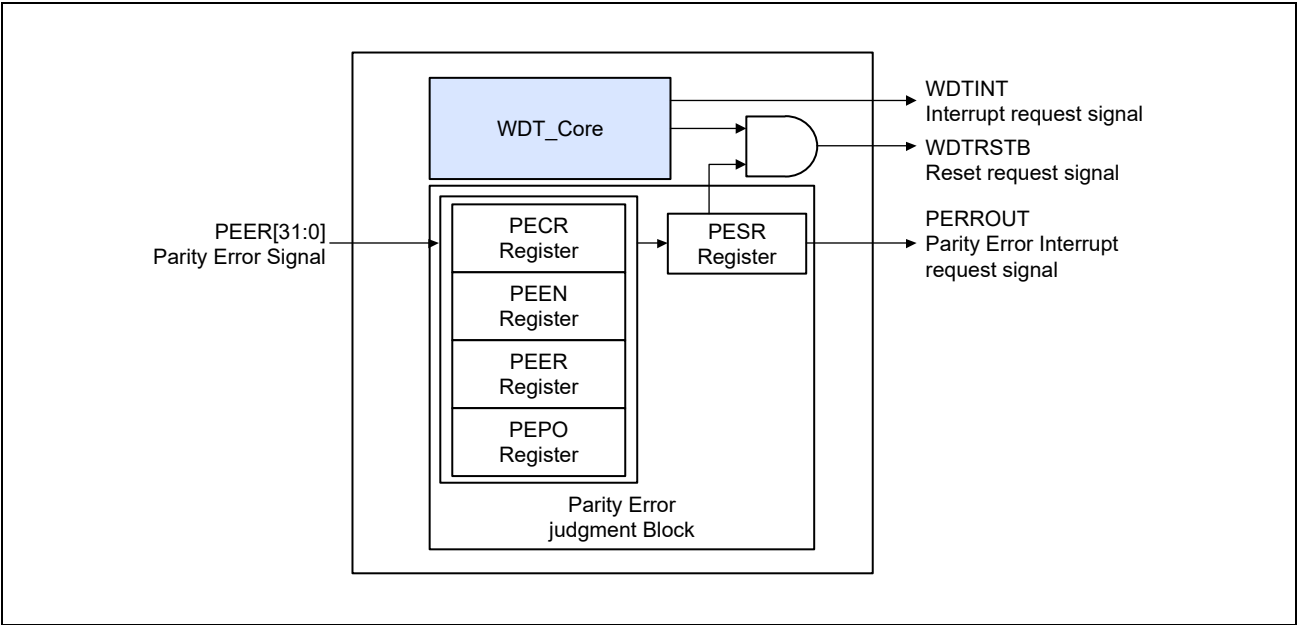 WDT_Core
WDTINT
Interrupt request signal
WDTRSTB
Reset request signal
PEER[31:0]
Parity Error Signal
PECR
Register
PEEN
Register
PEER
Register
PEPO
Register
PESR
Register
PERROUT
Parity Error Interrupt
request signal
Parity Error
judgment Block